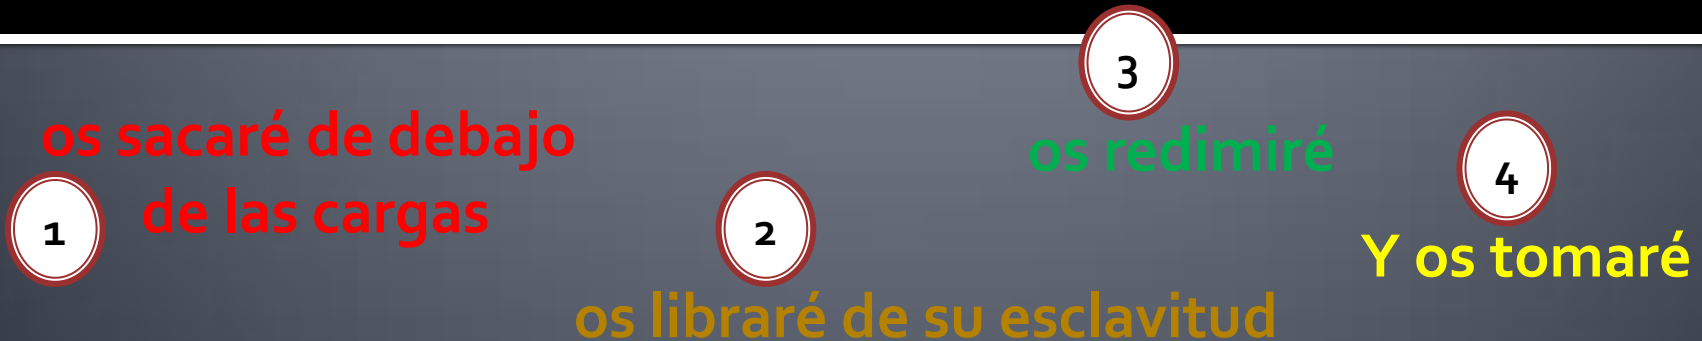 1
os sacaré de debajo
de las cargas
2
os libraré de su esclavitud
3
os redimiré
4
Y os tomaré